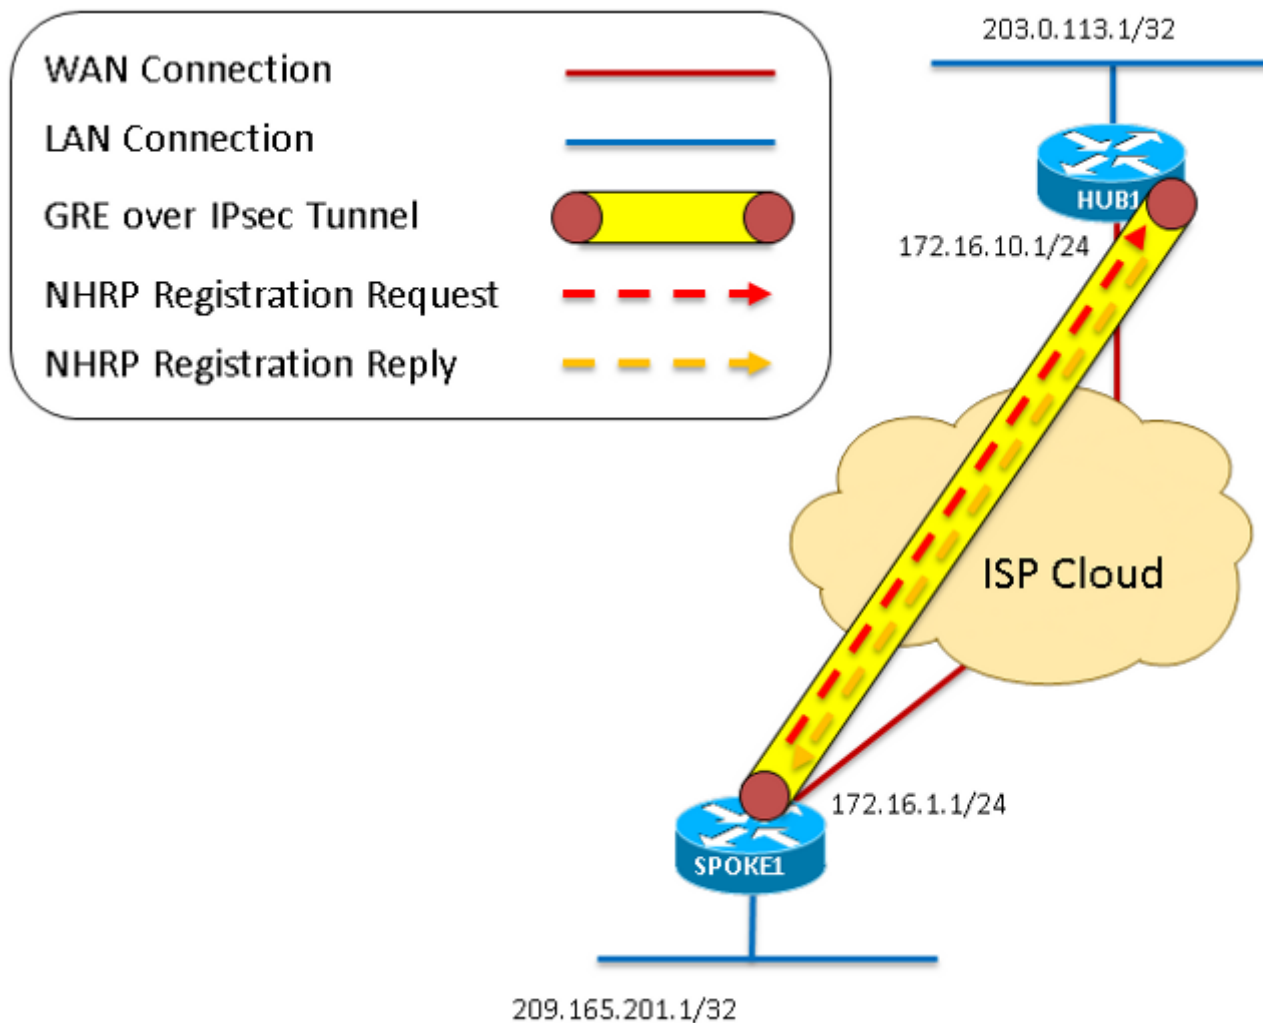 WAN Connection
LAN Connection
GRE over IPsec Tunnel
NHRP Registration Request
NHRP Registration Reply
203.0.113.1/32
HUB1
172.16.10.1/24
ISP Cloud
172.16.1.1/24
SPOKE1
209.165.201.1/32